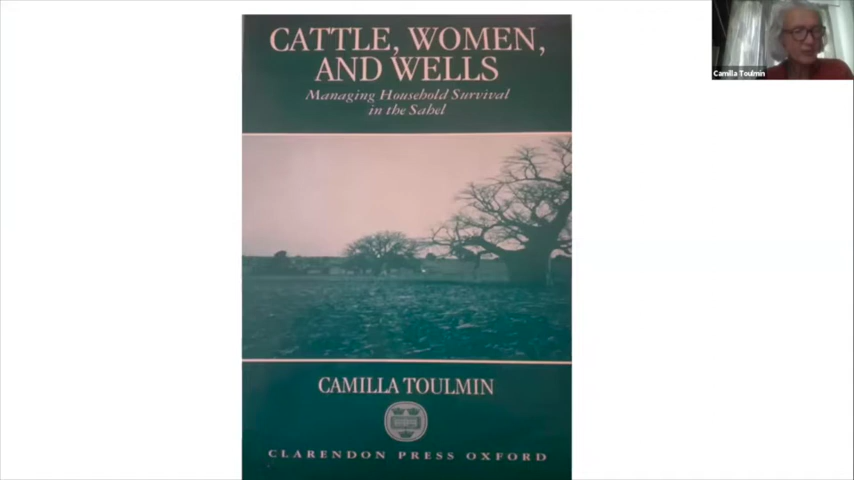 CATTLE, WOMEN,
AND WELLS
Managing Household Survival
in the Sahel
CAMILLA TOULMIN
CLARENDON PRESS OXFORD
Camilla Toulmin